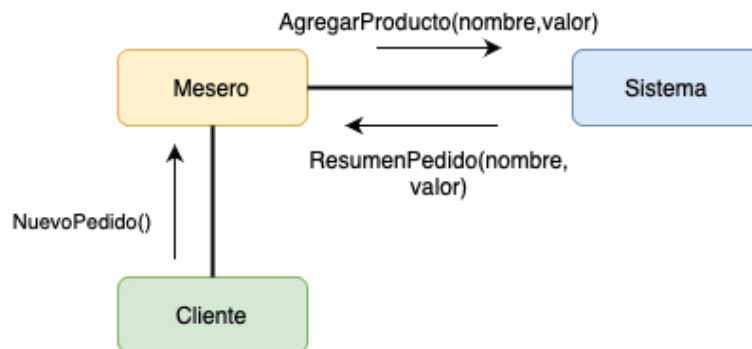 AgregarProducto(nombre,valor)
Mesero
Sistema
ResumenPedido(nombre,
valor)
NuevoPedido()
Cliente